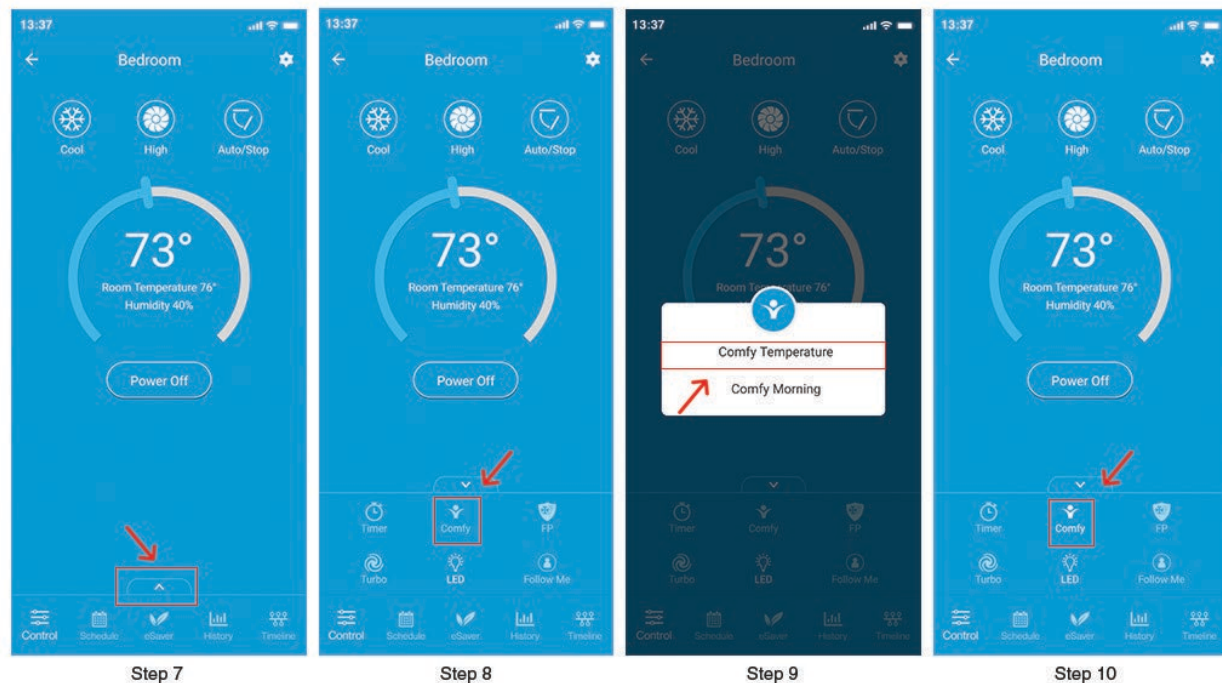 13:37
Bedroom
Cool High Auto/Stop
73°
Room Temperature 76°
Humidity 40%
Power Off
Control Schedule eSaver History Timeline
Step 7
13:37
Bedroom
Cool High Auto/Stop
73°
Room Temperature 76°
Humidity 40%
Power Off
Timer Comfy FP
Turbo LED Follow Me
Control Schedule eSaver History Timeline
Step 8
13:37
Bedroom
Cool High Auto/Stop
73°
Room Temperature 76°
Comfy Temperature
Comfy Morning
Timer Comfy FP
Turbo LED Follow Me
Control Schedule eSaver History Timeline
Step 9
13:37
Bedroom
Cool High Auto/Stop
73°
Room Temperature 76°
Humidity 40%
Power Off
Timer Comfy FP
Turbo LED Follow Me
Control Schedule eSaver History Timeline
Step 10